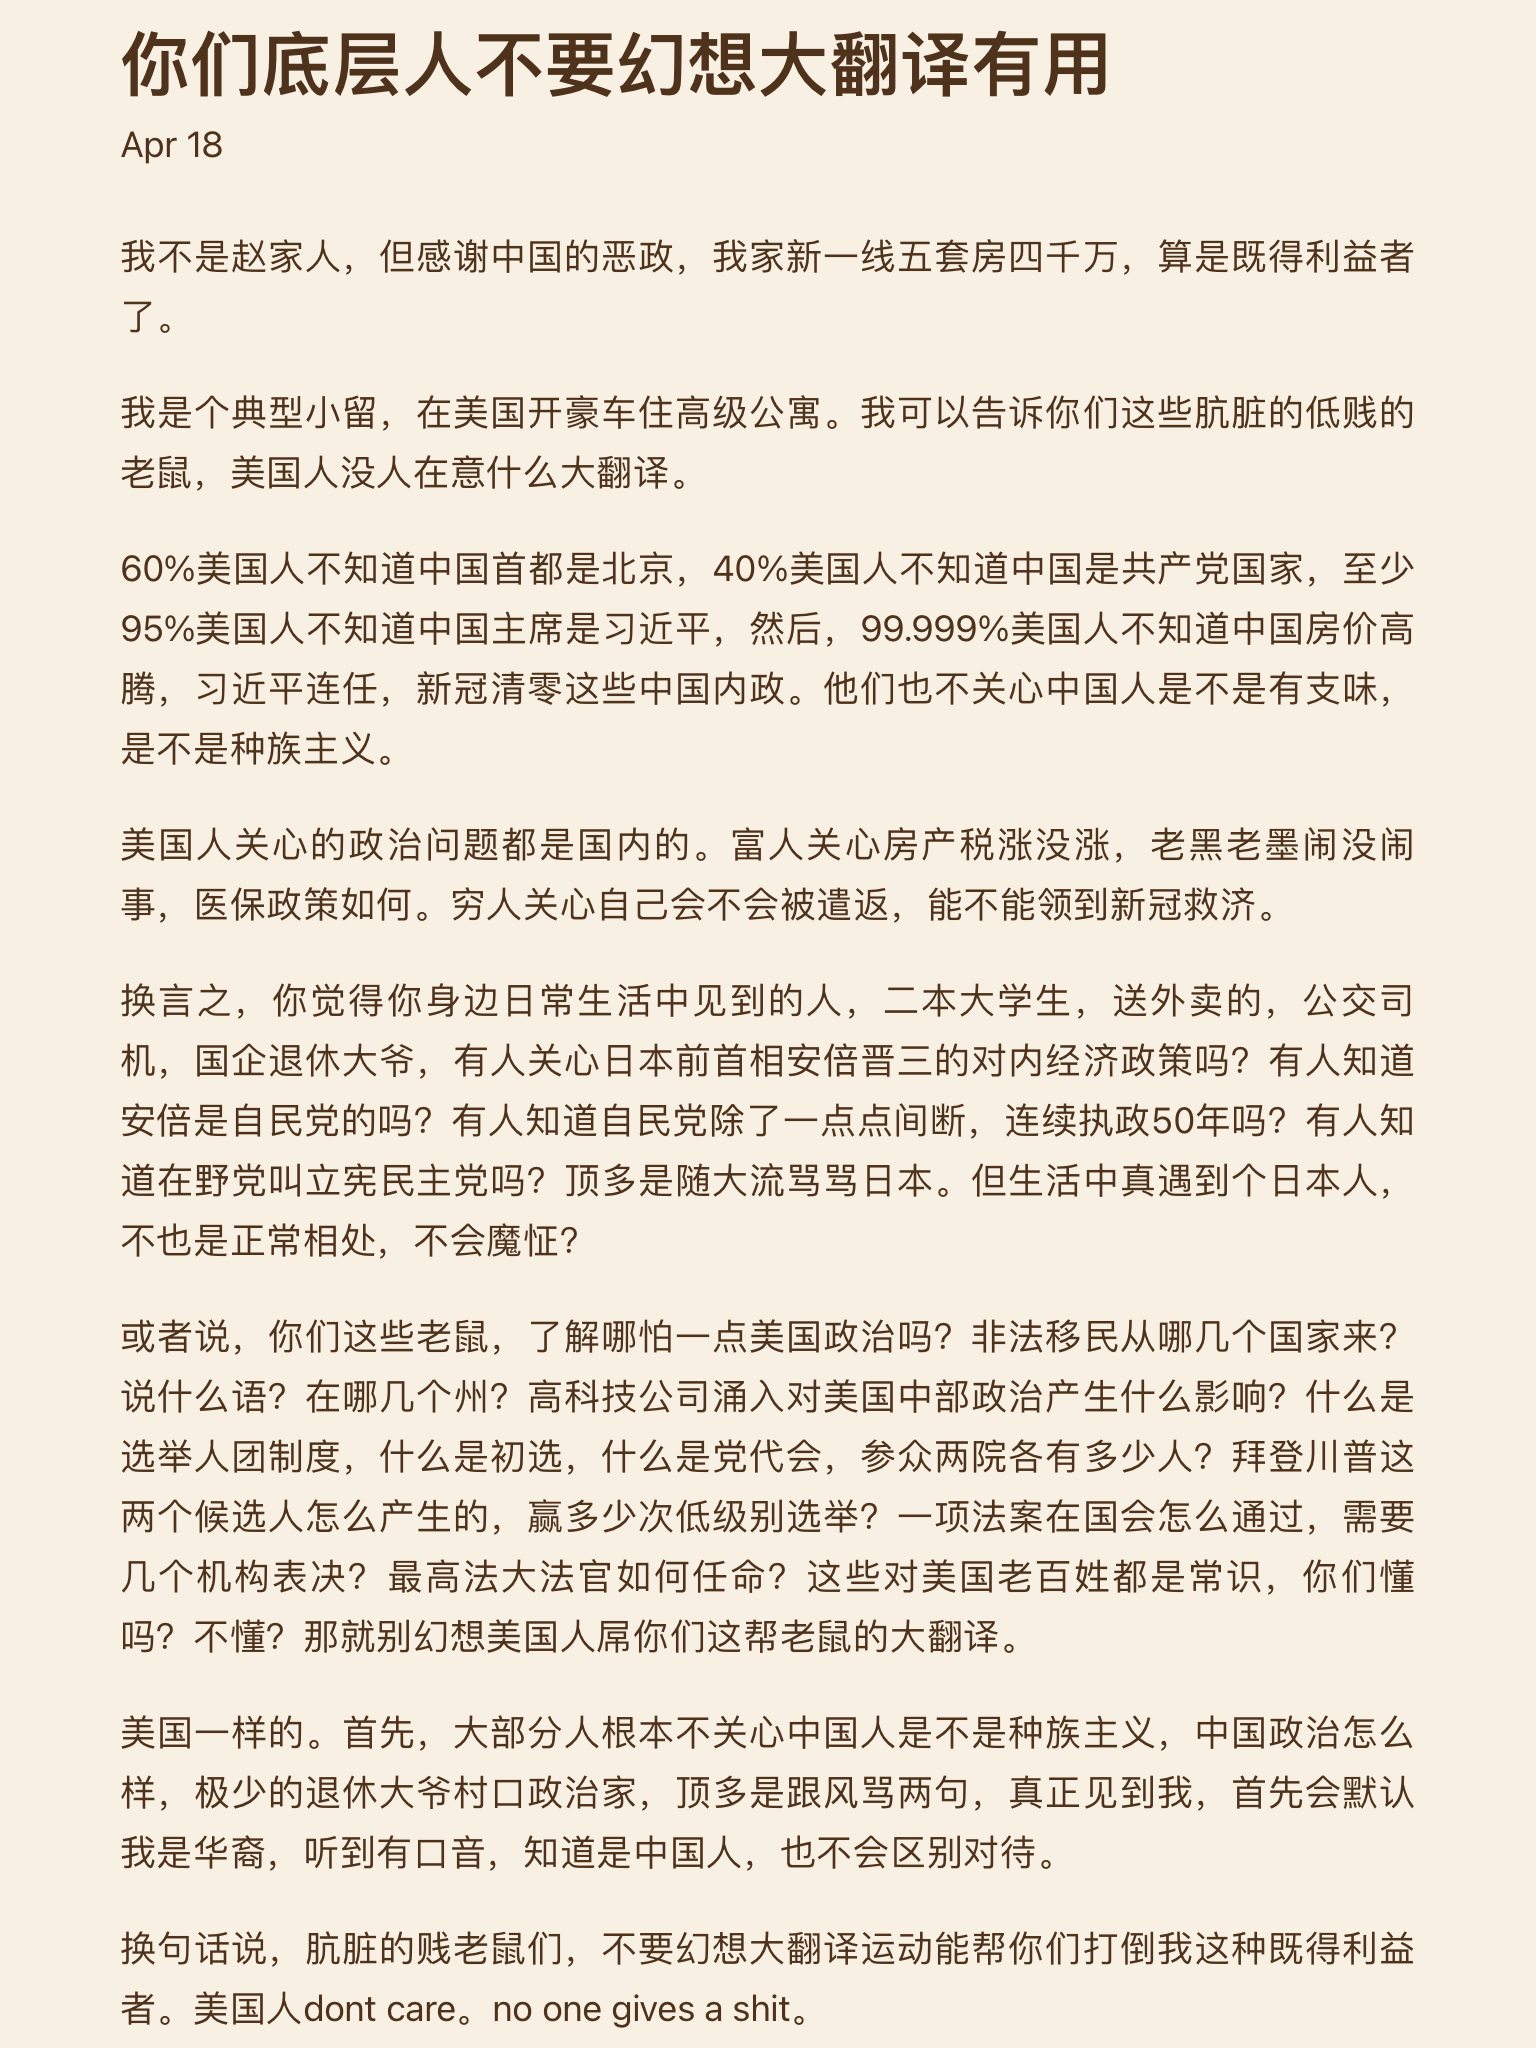 你们底层人不要幻想大翻译有用
Apr 18
我不是赵家人，但感谢中国的恶政，我家新一线五套房四千万，算是既得利益者
了。
我是个典型小留，在美国开豪车住高级公寓。我可以告诉你们这些肮脏的低贱的
老鼠，美国人没人在意什么大翻译。
60%美国人不知道中国首都是北京，40%美国人不知道中国是共产党国家，至少
95%美国人不知道中国主席是习近平，然后，99.999%美国人不知道中国房价高
腾，习近平连任，新冠清零这些中国内政。他们也不关心中国人是不是有支味，
是不是种族主义。
美国人关心的政治问题都是国内的。富人关心房产税涨没涨，老黑老墨闹没闹
事，医保政策如何。穷人关心自己会不会被遣返，能不能领到新冠救济。
换言之，你觉得你身边日常生活中见到的人，二本大学生，送外卖的，公交司
机，国企退休大爷，有人关心日本前首相安倍晋三的对内经济政策吗？有人知道
安倍是自民党的吗？有人知道自民党除了一点点间断，连续执政50年吗？有人知
道在野党叫立宪民主党吗？顶多是随大流骂骂日本。但生活中真遇到个日本人，
不也是正常相处，不会魔怔？
或者说，你们这些老鼠，了解哪怕一点美国政治吗？非法移民从哪几个国家来？
说什么语？在哪几个州？高科技公司涌入对美国中部政治产生什么影响？什么是
选举人团制度，什么是初选，什么是党代会，参众两院各有多少人？拜登川普这
两个候选人怎么产生的，赢多少次低级别选举？一项法案在国会怎么通过，需要
几个机构表决？最高法大法官如何任命？这些对美国老百姓都是常识，你们懂
吗？不懂？那就别幻想美国人屌你们这帮老鼠的大翻译。
美国一样的。首先，大部分人根本不关心中国人是不是种族主义，中国政治怎么
样，极少的退休大爷村口政治家，顶多是跟风骂两句，真正见到我，首先会默认
我是华裔，听到有口音，知道是中国人，也不会区别对待。
换句话说，肮脏的贱老鼠们，不要幻想大翻译运动能帮你们打倒我这种既得利益
者。美国人dont care。no one gives a shit。